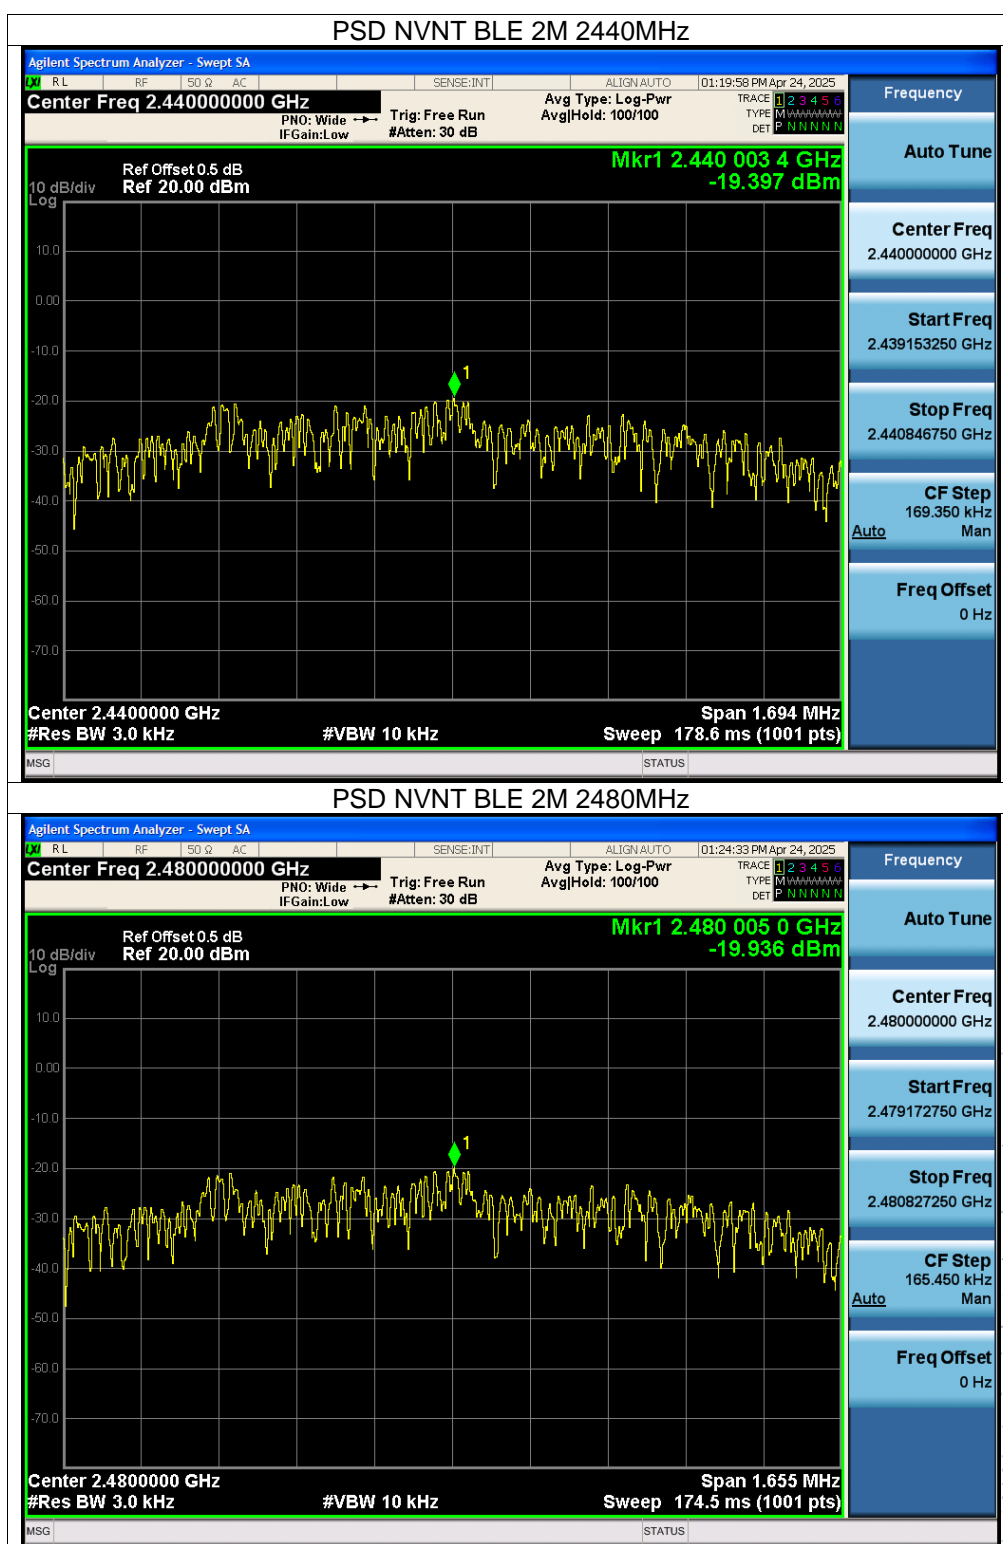 PSD NVNT BLE 2M 2440MHz
Agilent Spectrum Analyzer - Swept SA
LXI RL RF 50 Ω AC SENSE:INT ALIGN AUTO 01:19:58 PM Apr 24, 2025
Center Freq 2.440000000 GHz
PNO: Wide
IFGain:Low
Trig: Free Run
#Atten: 30 dB
Avg Type: Log-Pwr
Avg|Hold: 100/100
TRACE 1 2 3 4 5 6
TYPE M
DET P N N N N N
Frequency
Mkr1 2.440 003 4 GHz
-19.397 dBm
Ref Offset 0.5 dB
10 dB/div Ref 20.00 dBm
Log
10.0
0.00
-10.0
-20.0
-30.0
-40.0
-50.0
-60.0
-70.0
1
Center 2.4400000 GHz Span 1.694 MHz
#Res BW 3.0 kHz #VBW 10 kHz Sweep 178.6 ms (1001 pts)
Auto Tune
Center Freq
2.440000000 GHz
Start Freq
2.439153250 GHz
Stop Freq
2.440846750 GHz
CF Step
169.350 kHz
Auto Man
Freq Offset
0 Hz
MSG STATUS
PSD NVNT BLE 2M 2480MHz
Agilent Spectrum Analyzer - Swept SA
LXI RL RF 50 Ω AC SENSE:INT ALIGN AUTO 01:24:33 PM Apr 24, 2025
Center Freq 2.480000000 GHz
PNO: Wide
IFGain:Low
Trig: Free Run
#Atten: 30 dB
Avg Type: Log-Pwr
Avg|Hold: 100/100
TRACE 1 2 3 4 5 6
TYPE M
DET P N N N N N
Frequency
Mkr1 2.480 005 0 GHz
-19.936 dBm
Ref Offset 0.5 dB
10 dB/div Ref 20.00 dBm
Log
10.0
0.00
-10.0
-20.0
-30.0
-40.0
-50.0
-60.0
-70.0
1
Center 2.4800000 GHz Span 1.655 MHz
#Res BW 3.0 kHz #VBW 10 kHz Sweep 174.5 ms (1001 pts)
Auto Tune
Center Freq
2.480000000 GHz
Start Freq
2.479172750 GHz
Stop Freq
2.480827250 GHz
CF Step
165.450 kHz
Auto Man
Freq Offset
0 Hz
MSG STATUS